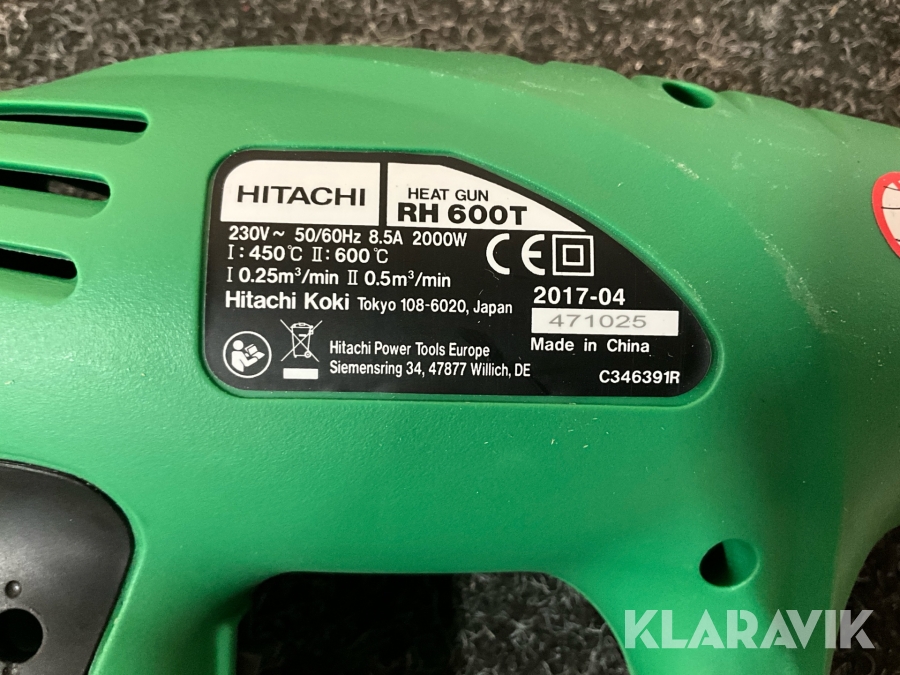 HITACHI
HEAT GUN
RH 600T
230V~ 50/60Hz 8.5A 2000W
I:450℃ II:600℃
I 0.25m³/min II 0.5m³/min
Hitachi Koki Tokyo 108-6020, Japan
CE
2017-04
471025
Made in China
Hitachi Power Tools Europe
Siemensring 34, 47877 Willich, DE
C346391R
KLARAVIK